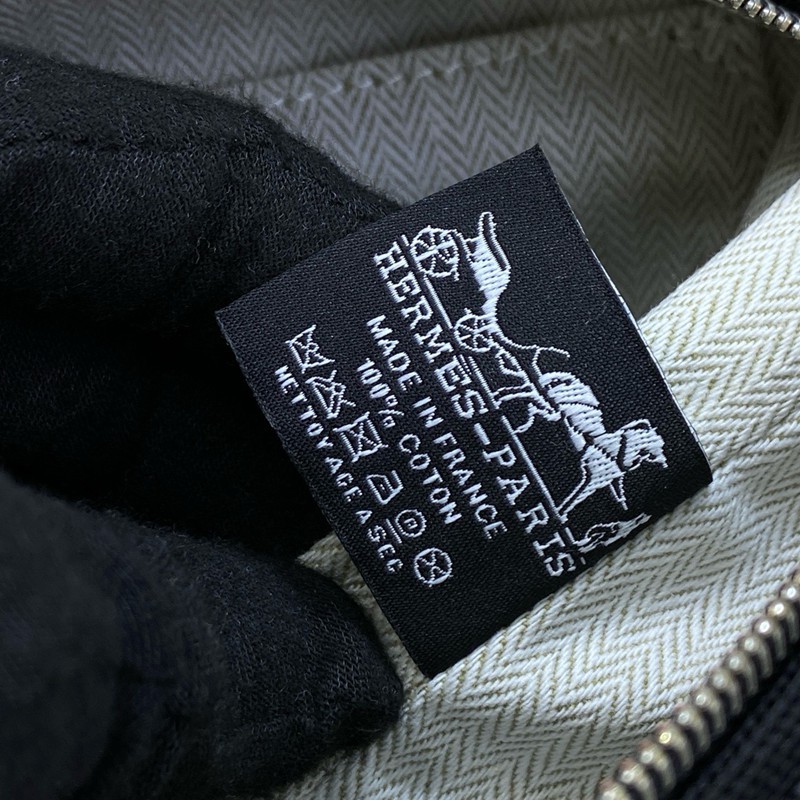 HERMES-PARIS
MADE IN FRANCE
100% COTON
NETTOYAGE A SEC